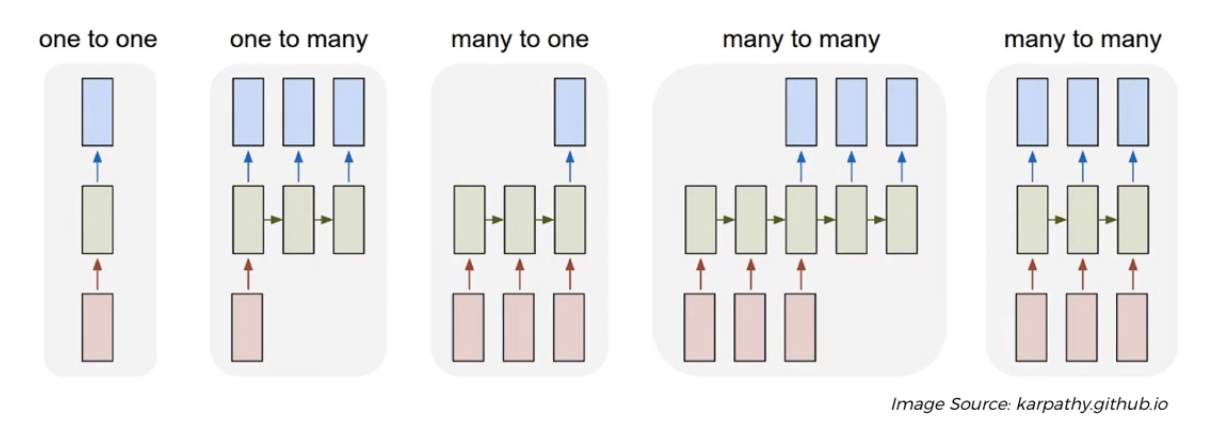 one to one
one to many
many to one
many to many
many to many
Image Source: karpathy.github.io